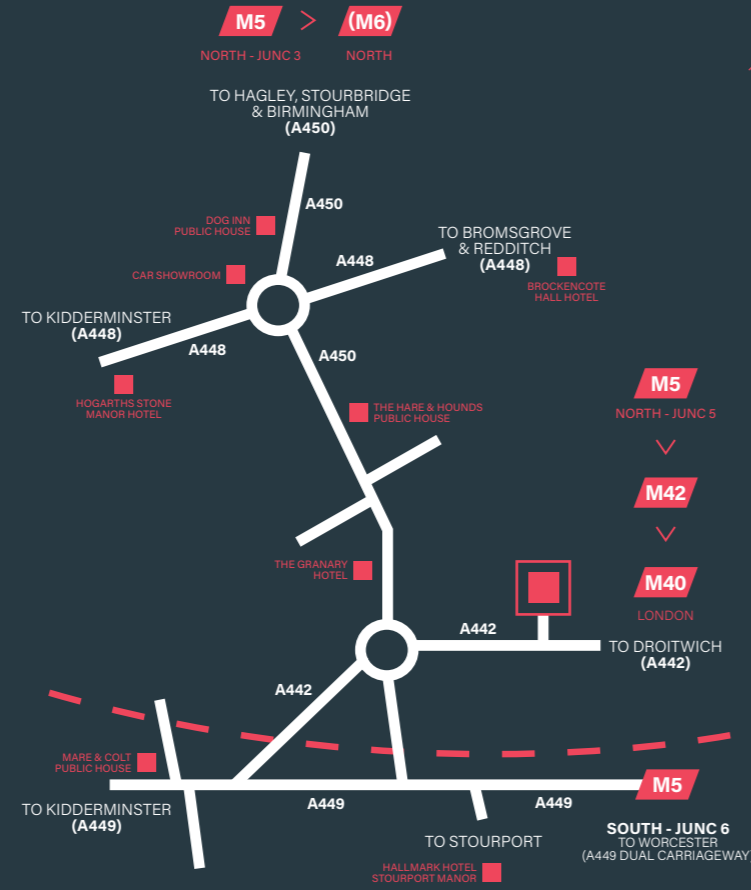 M5
(M6)
NORTH - JUNC 3
NORTH
TO HAGLEY, STOURBRIDGE
& BIRMINGHAM
(A450)
A450
DOG INN
PUBLIC HOUSE
TO BROMSGROVE
& REDDITCH
(A448)
A448
CAR SHOWROOM
BROCKENCOTE
HALL HOTEL
TO KIDDERMINSTER
(A448)
A448
A450
HOGARTHS STONE
MANOR HOTEL
THE HARE & HOUNDS
PUBLIC HOUSE
M5
NORTH - JUNC 5
M42
M40
LONDON
THE GRANARY
HOTEL
A442
TO DROITWICH
(A442)
A442
MARE & COLT
PUBLIC HOUSE
M5
TO KIDDERMINSTER
(A449)
A449
A449
SOUTH - JUNC 6
TO WORCESTER
(A449 DUAL CARRIAGEWAY)
TO STOURPORT
HALLMARK HOTEL
STOURPORT MANOR